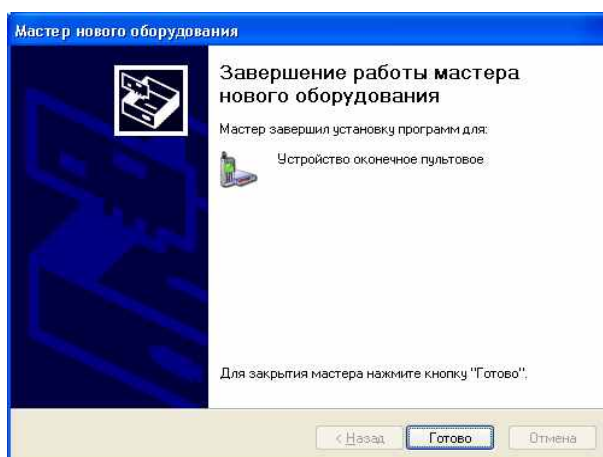 Мастер нового оборудования
Завершение работы мастера
нового оборудования
Мастер завершил установку программ для:
Устройство оконечное пультовое
Для закрытия мастера нажмите кнопку "Готово".
< Назад
Готово
Отмена